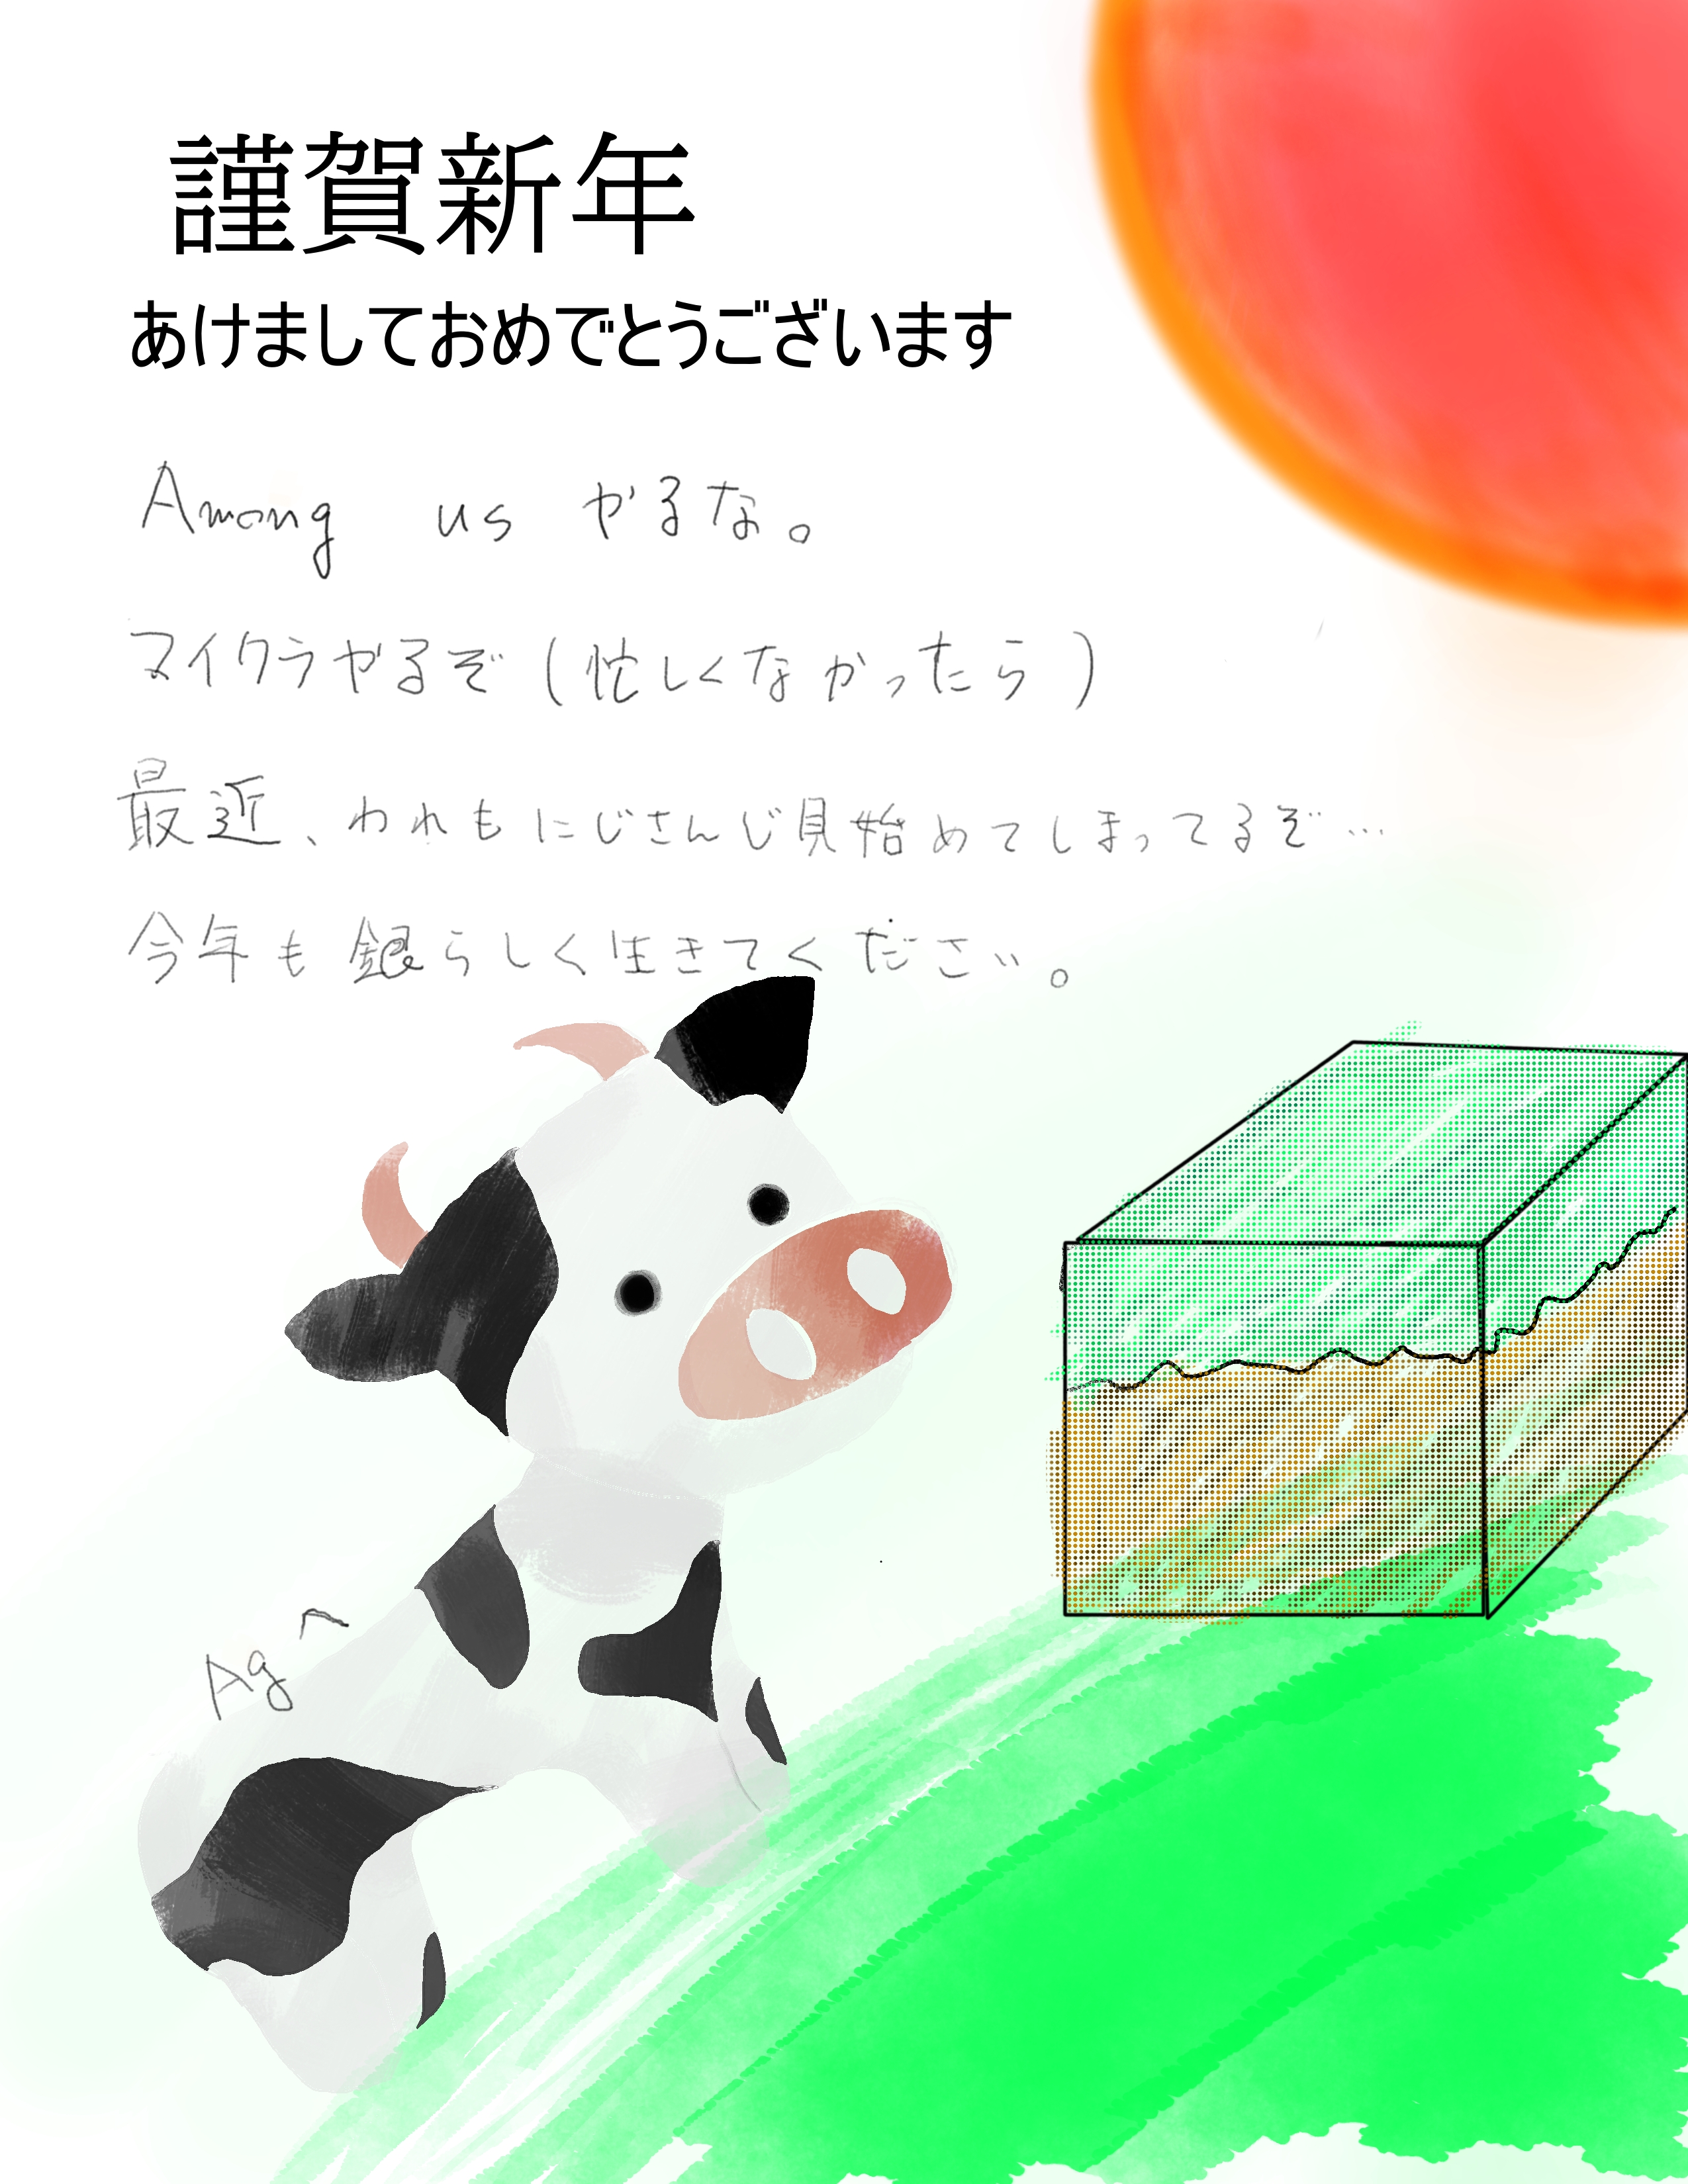 謹賀新年
あけましておめでとうございます
Among us やるな。
マイクラやるぞ(忙しくなかったら)
最近、われもにじさんじ見始めてしまってるぞ…
今年も銀らしく生きてください。
Agへ